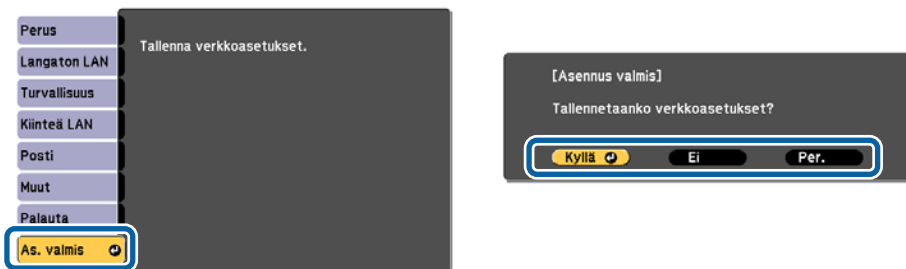 Perus
Langaton LAN
Turvallisuus
Kiinteä LAN
Posti
Muut
Palauta
As. valmis
Tallenna verkkoasetukset.
[Asennus valmis]
Tallennetaanko verkkoasetukset?
Kyllä Ei Per.